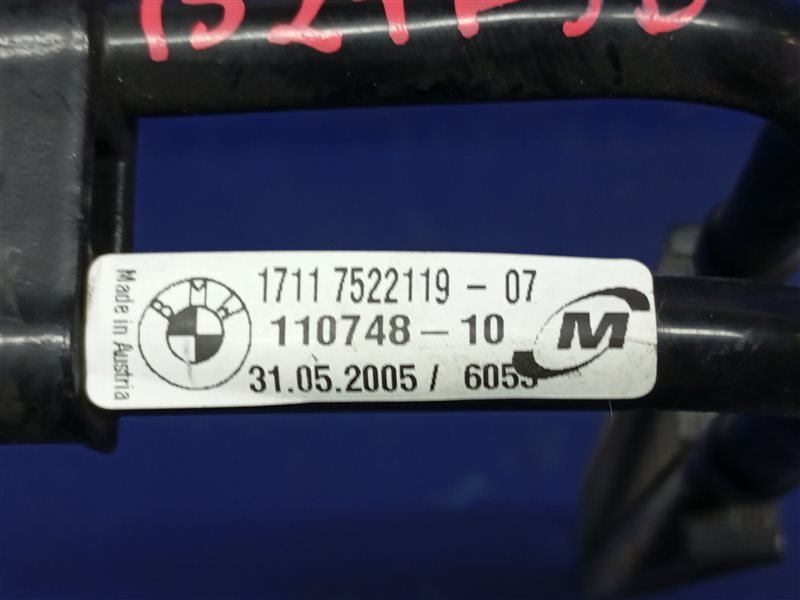 1711 7522119 - 07
110748 - 10
31.05.2005 / 6053
Made in Austria
BMW
M